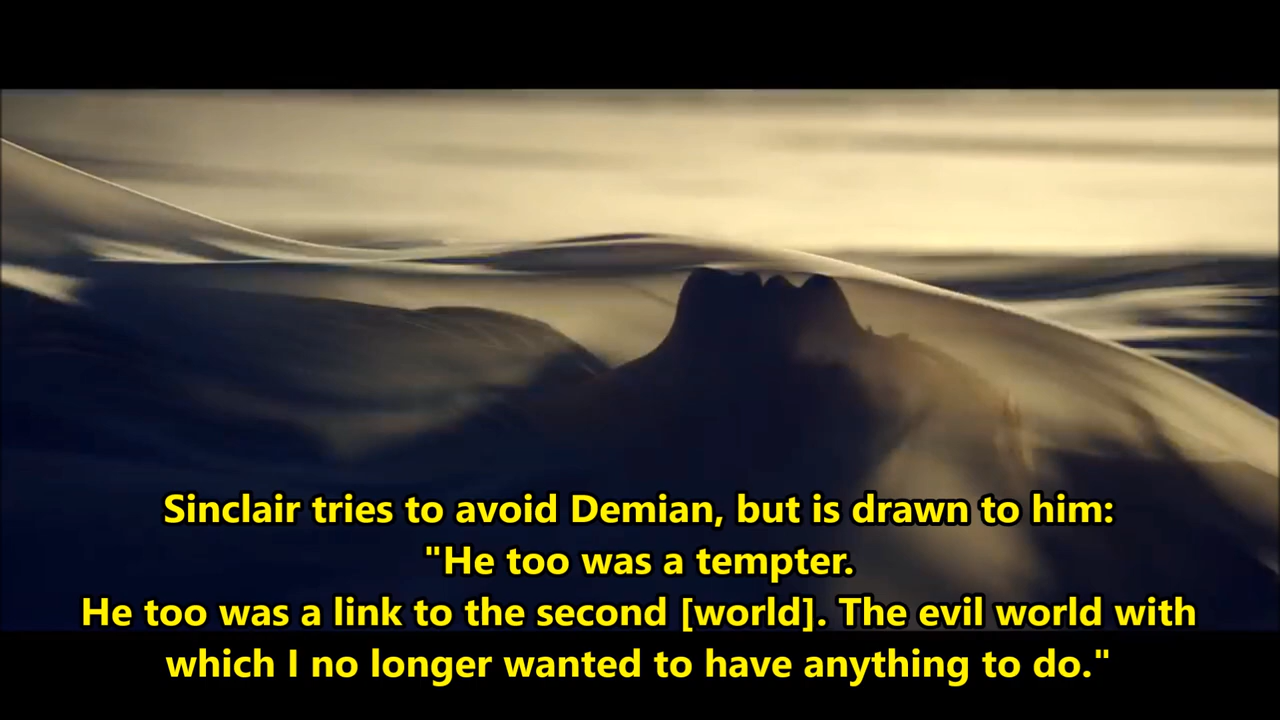 Sinclair tries to avoid Demian, but is drawn to him:
"He too was a tempter.
He too was a link to the second [world]. The evil world with
which I no longer wanted to have anything to do."